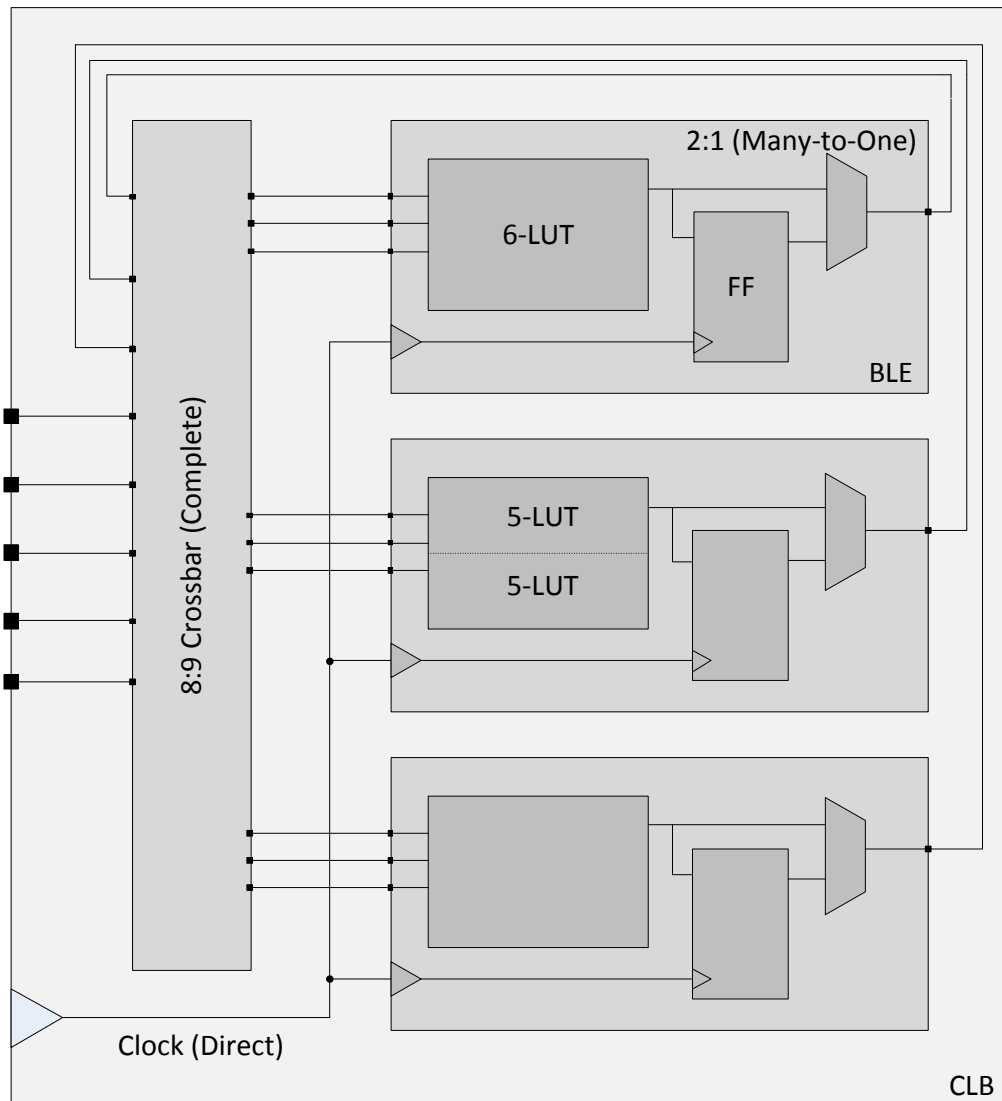 2:1 (Many-to-One)
6-LUT
FF
BLE
8:9 Crossbar (Complete)
5-LUT
5-LUT
Clock (Direct)
CLB